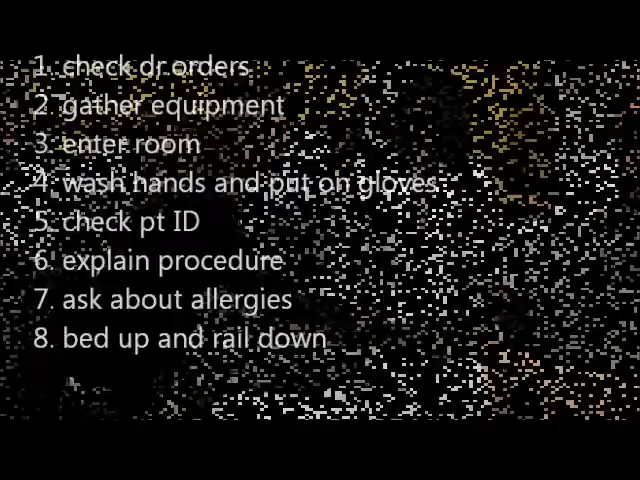 1. check dr orders
2. gather equipment
3. enter room
4. wash hands and put on gloves
5. check pt ID
6. explain procedure
7. ask about allergies
8. bed up and rail down